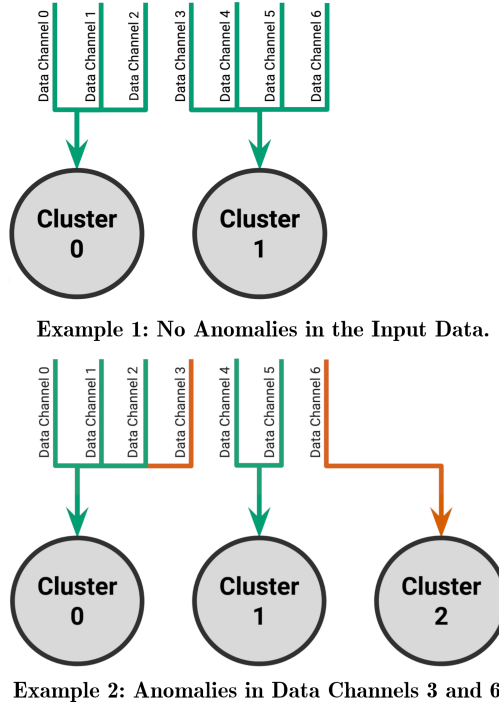 Data Channel 0
Data Channel 1
Data Channel 2
Data Channel 3
Data Channel 4
Data Channel 5
Data Channel 6
Cluster
0
Cluster
1
Example 1: No Anomalies in the Input Data.
Data Channel 0
Data Channel 1
Data Channel 2
Data Channel 3
Data Channel 4
Data Channel 5
Data Channel 6
Cluster
0
Cluster
1
Cluster
2
Example 2: Anomalies in Data Channels 3 and 6